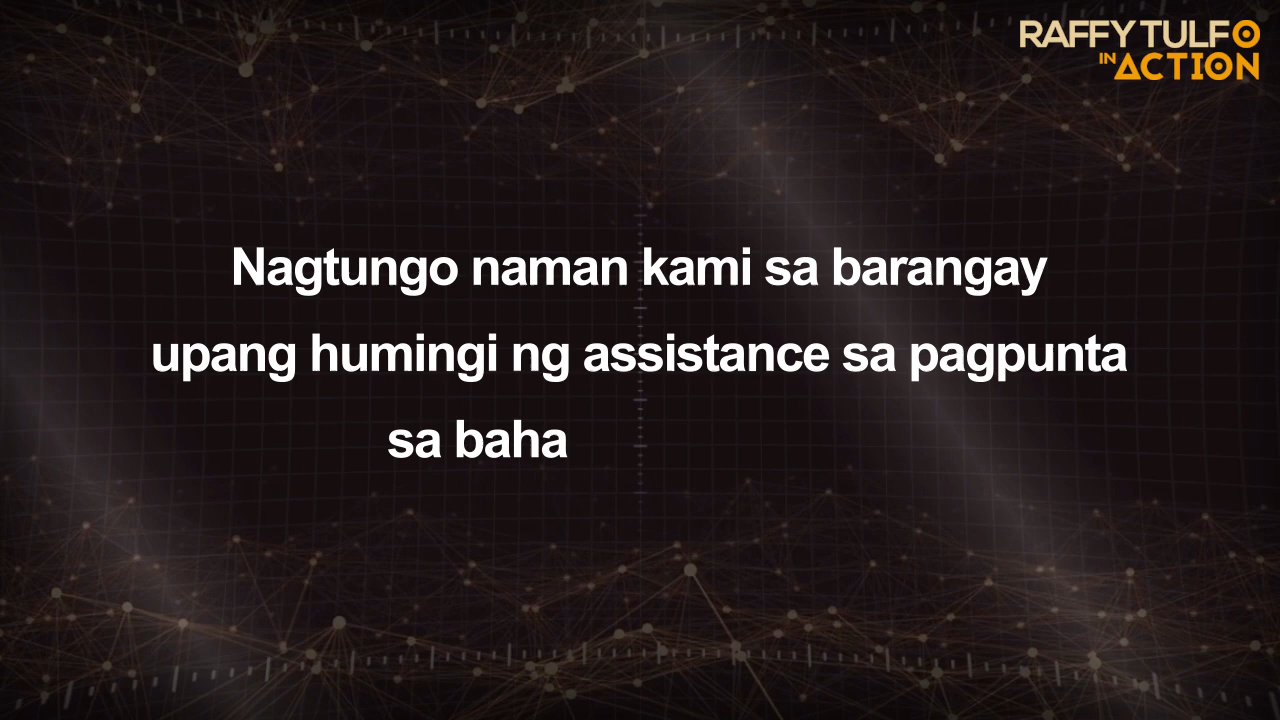 RAFFY TULFO
IN ACTION
Nagtungo naman kami sa barangay
upang humingi ng assistance sa pagpunta
sa baha